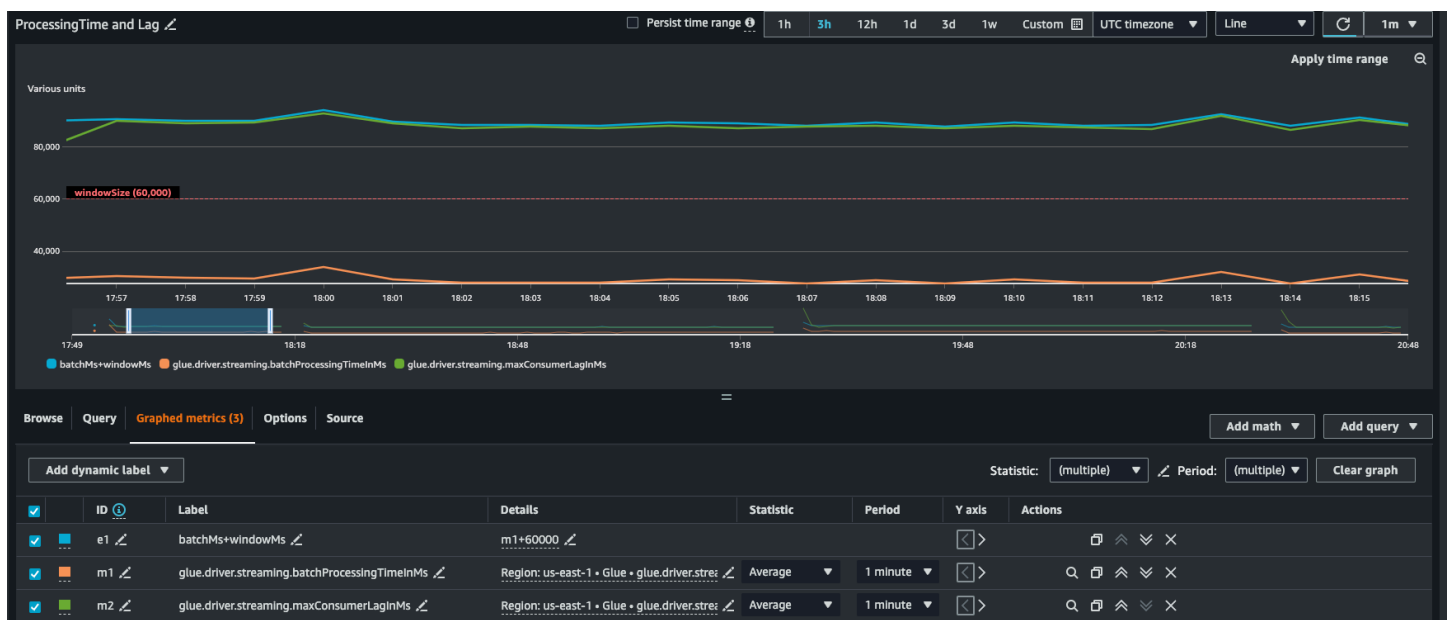 ProcessingTime and Lag
Persist time range 1h 3h 12h 1d 3d 1w Custom UTC timezone Line 1m
Apply time range
Various units
80,000
windowSize (60,000)
60,000
40,000
17:57 17:58 17:59 18:00 18:01 18:02 18:03 18:04 18:05 18:06 18:07 18:08 18:09 18:10 18:11 18:12 18:13 18:14 18:15
17:49 18:18 18:48 19:18 19:48 20:18 20:48
batchMs+windowMs glue.driver.streaming.batchProcessingTimeInMs glue.driver.streaming.maxConsumerLagInMs
Browse Query Graphed metrics (3) Options Source
Add math Add query
Add dynamic label Statistic: (multiple) Period: (multiple) Clear graph
ID Label Details Statistic Period Y axis Actions
e1 batchMs+windowMs m1+60000
m1 glue.driver.streaming.batchProcessingTimeInMs Region: us-east-1 • Glue • glue.driver.strea Average 1 minute
m2 glue.driver.streaming.maxConsumerLagInMs Region: us-east-1 • Glue • glue.driver.strea Average 1 minute